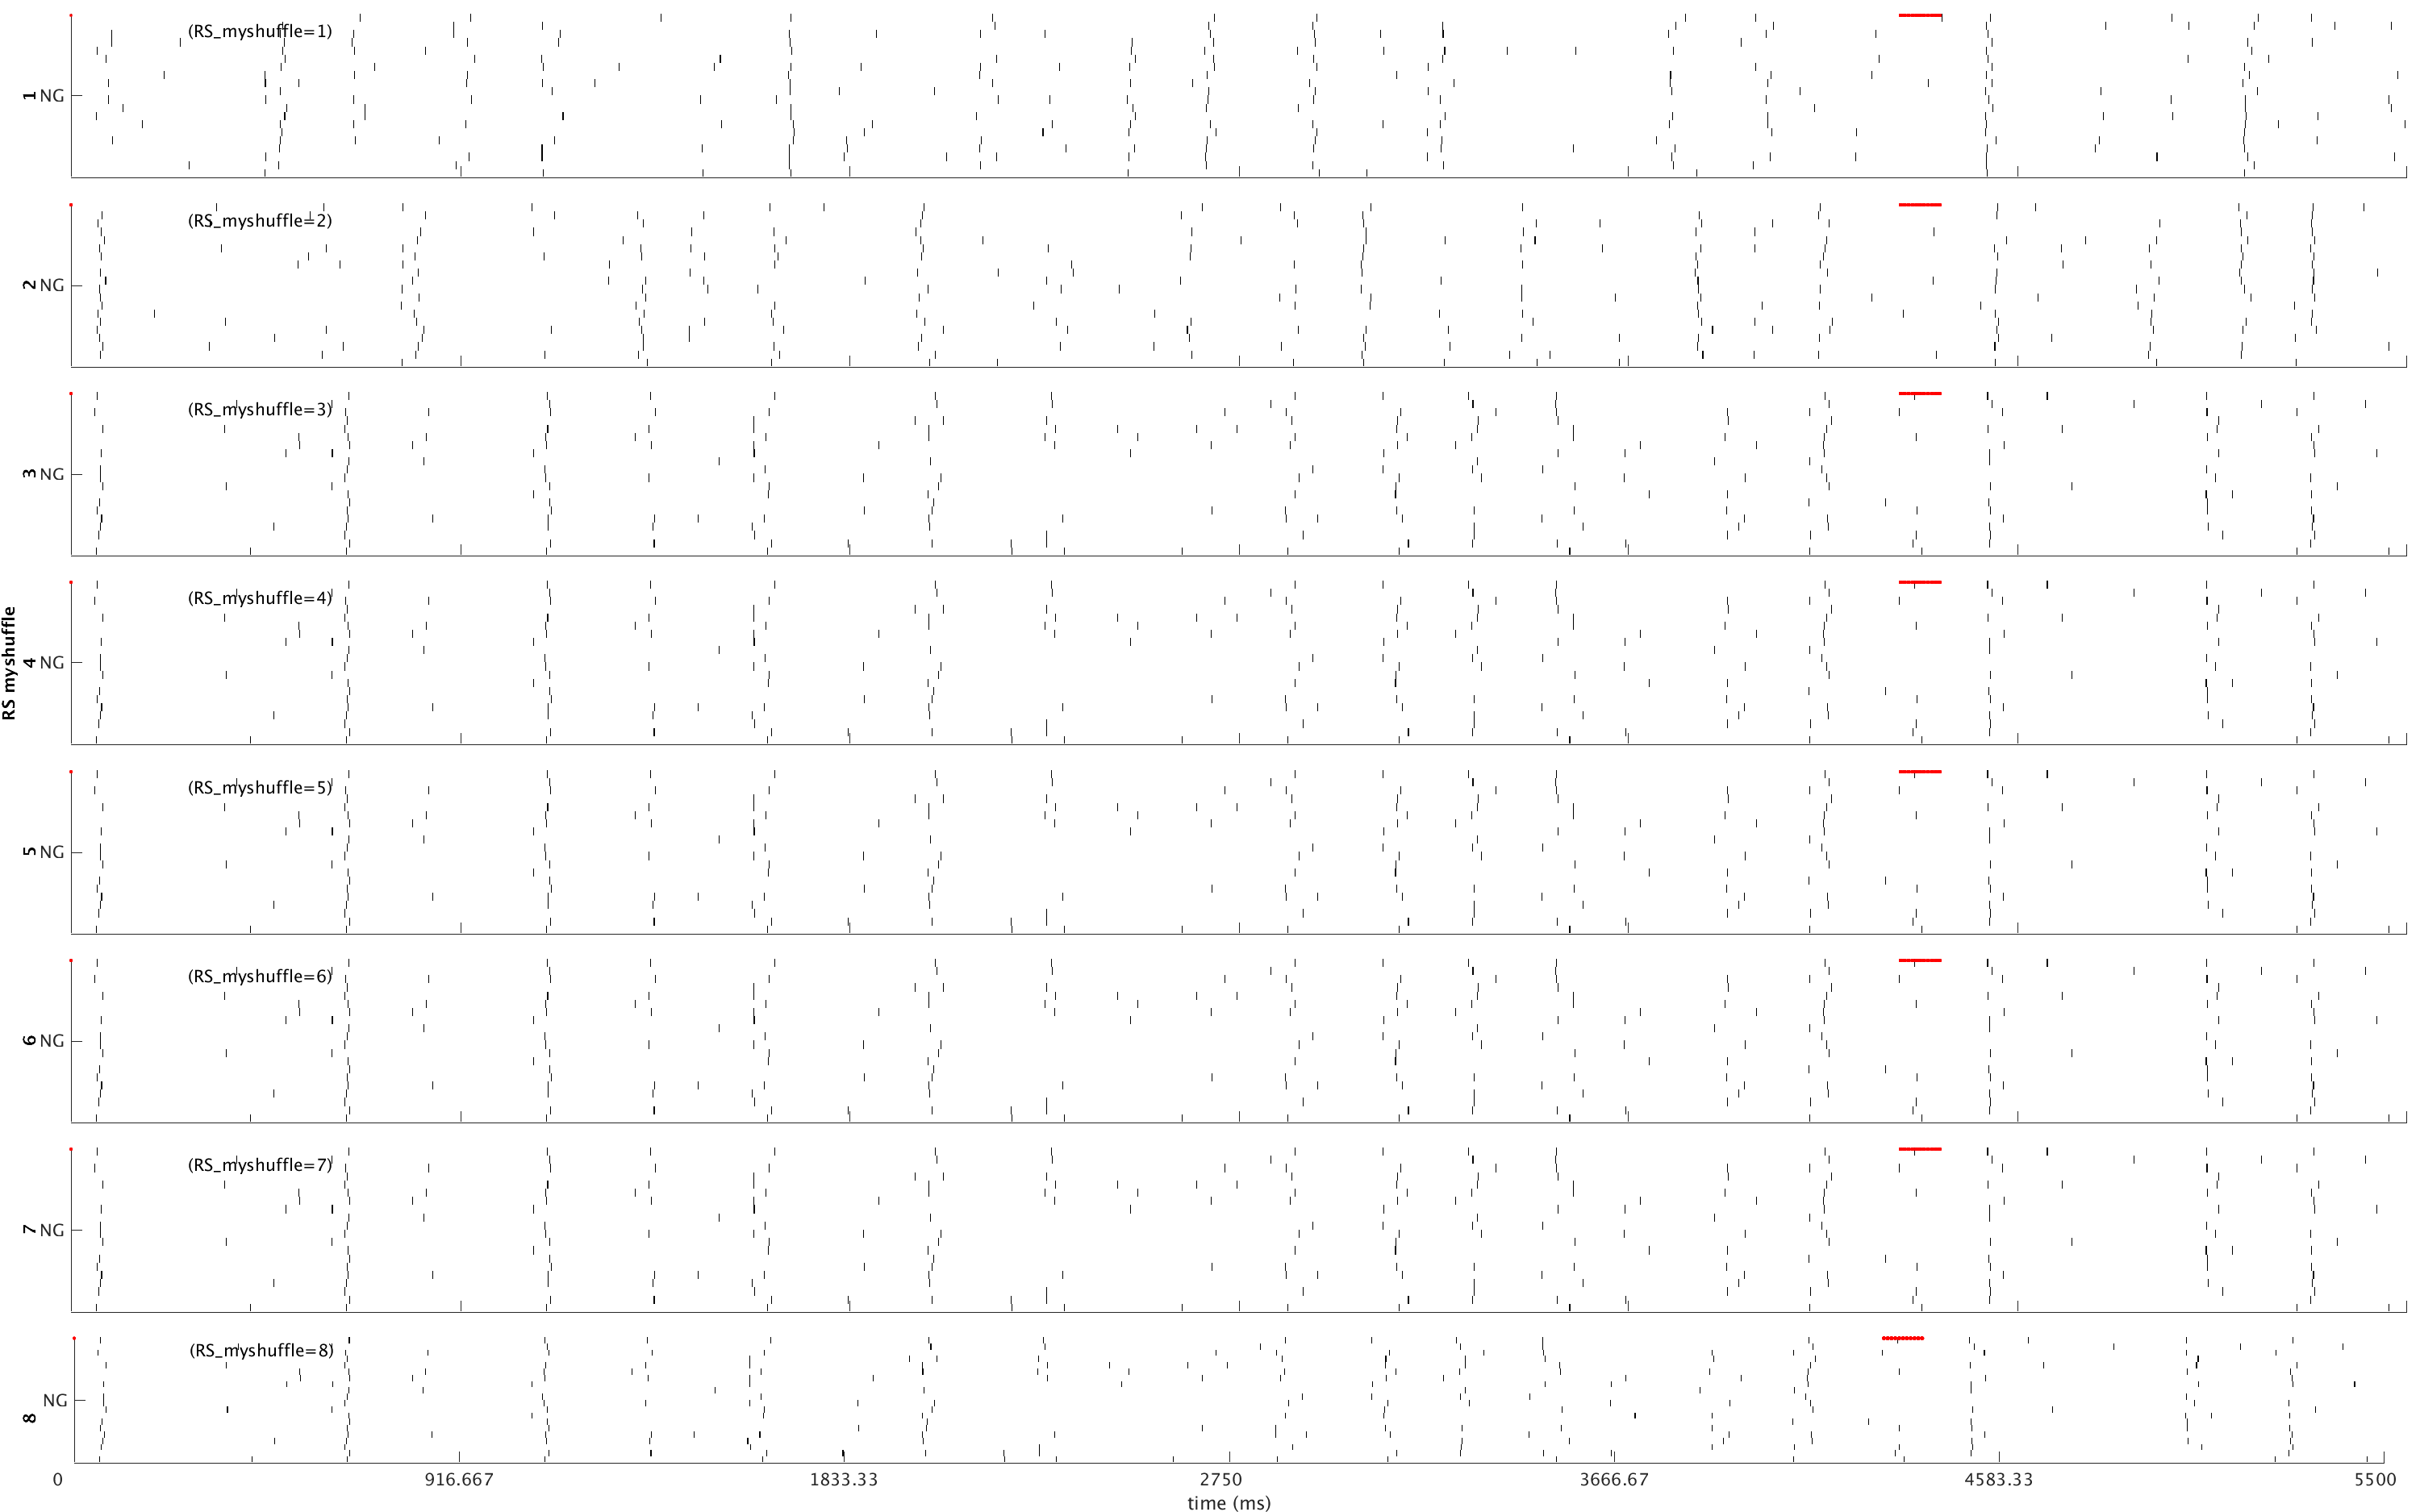 (RS_myshuffle=1)
1 NG
(RS_myshuffle=2)
2 NG
(RS_myshuffle=3)
3 NG
(RS_myshuffle=4)
4 NG
RS myshuffle
(RS_myshuffle=5)
5 NG
(RS_myshuffle=6)
6 NG
(RS_myshuffle=7)
7 NG
(RS_myshuffle=8)
8 NG
0 916.667 1833.33 2750 3666.67 4583.33 5500
time (ms)